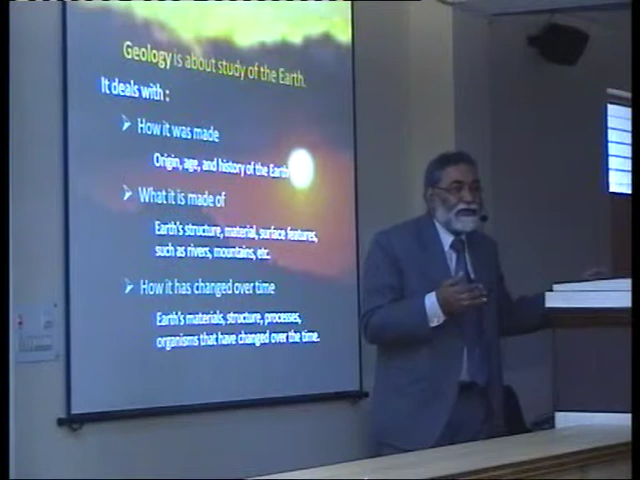 Geology is about study of the Earth.
It deals with :
How it was made
Origin, age, and history of the Earth
What it is made of
Earth's structure, material, surface features,
such as rivers, mountains, etc.
How it has changed over time
Earth's materials, structure, processes,
organisms that have changed over the time.